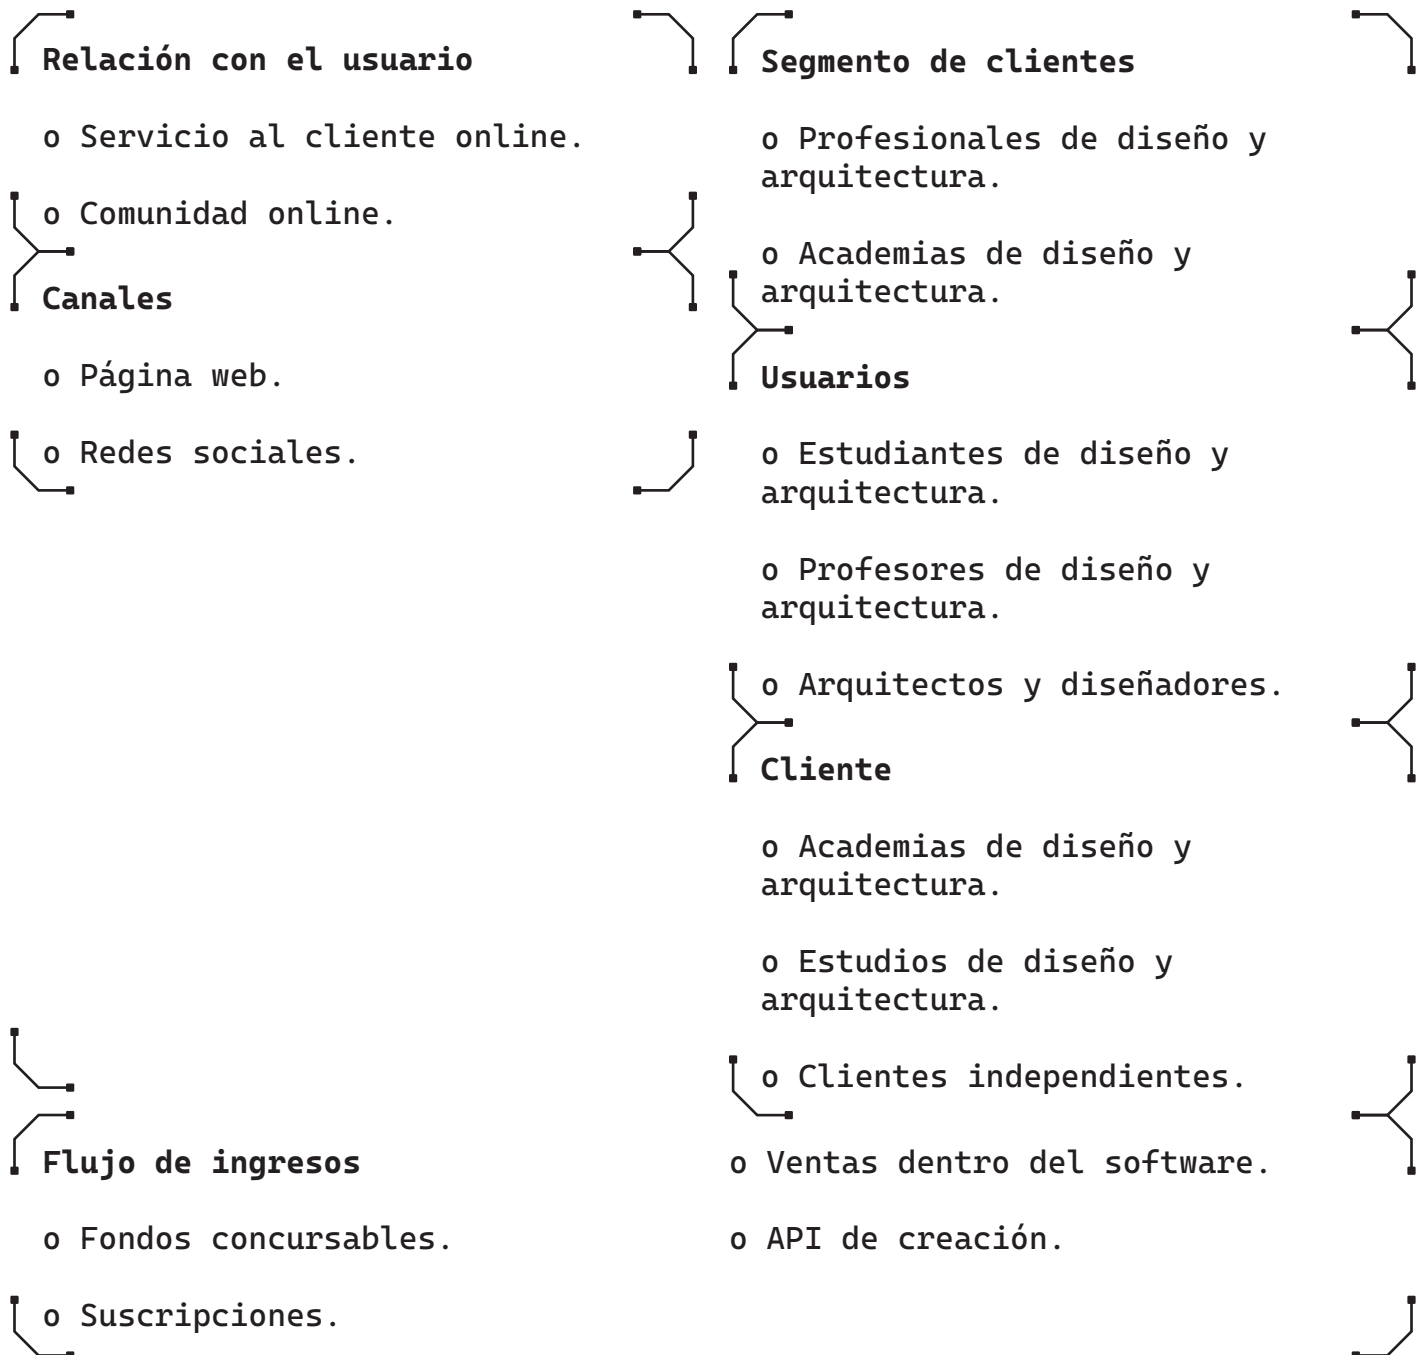 Relación con el usuario
o Servicio al cliente online.
o Comunidad online.
Canales
o Página web.
o Redes sociales.
Segmento de clientes
o Profesionales de diseño y
arquitectura.
o Academias de diseño y
arquitectura.
Usuarios
o Estudiantes de diseño y
arquitectura.
o Profesores de diseño y
arquitectura.
o Arquitectos y diseñadores.
Cliente
o Academias de diseño y
arquitectura.
o Estudios de diseño y
arquitectura.
o Clientes independientes.
Flujo de ingresos
o Fondos concursables.
o Suscripciones.
o Ventas dentro del software.
o API de creación.